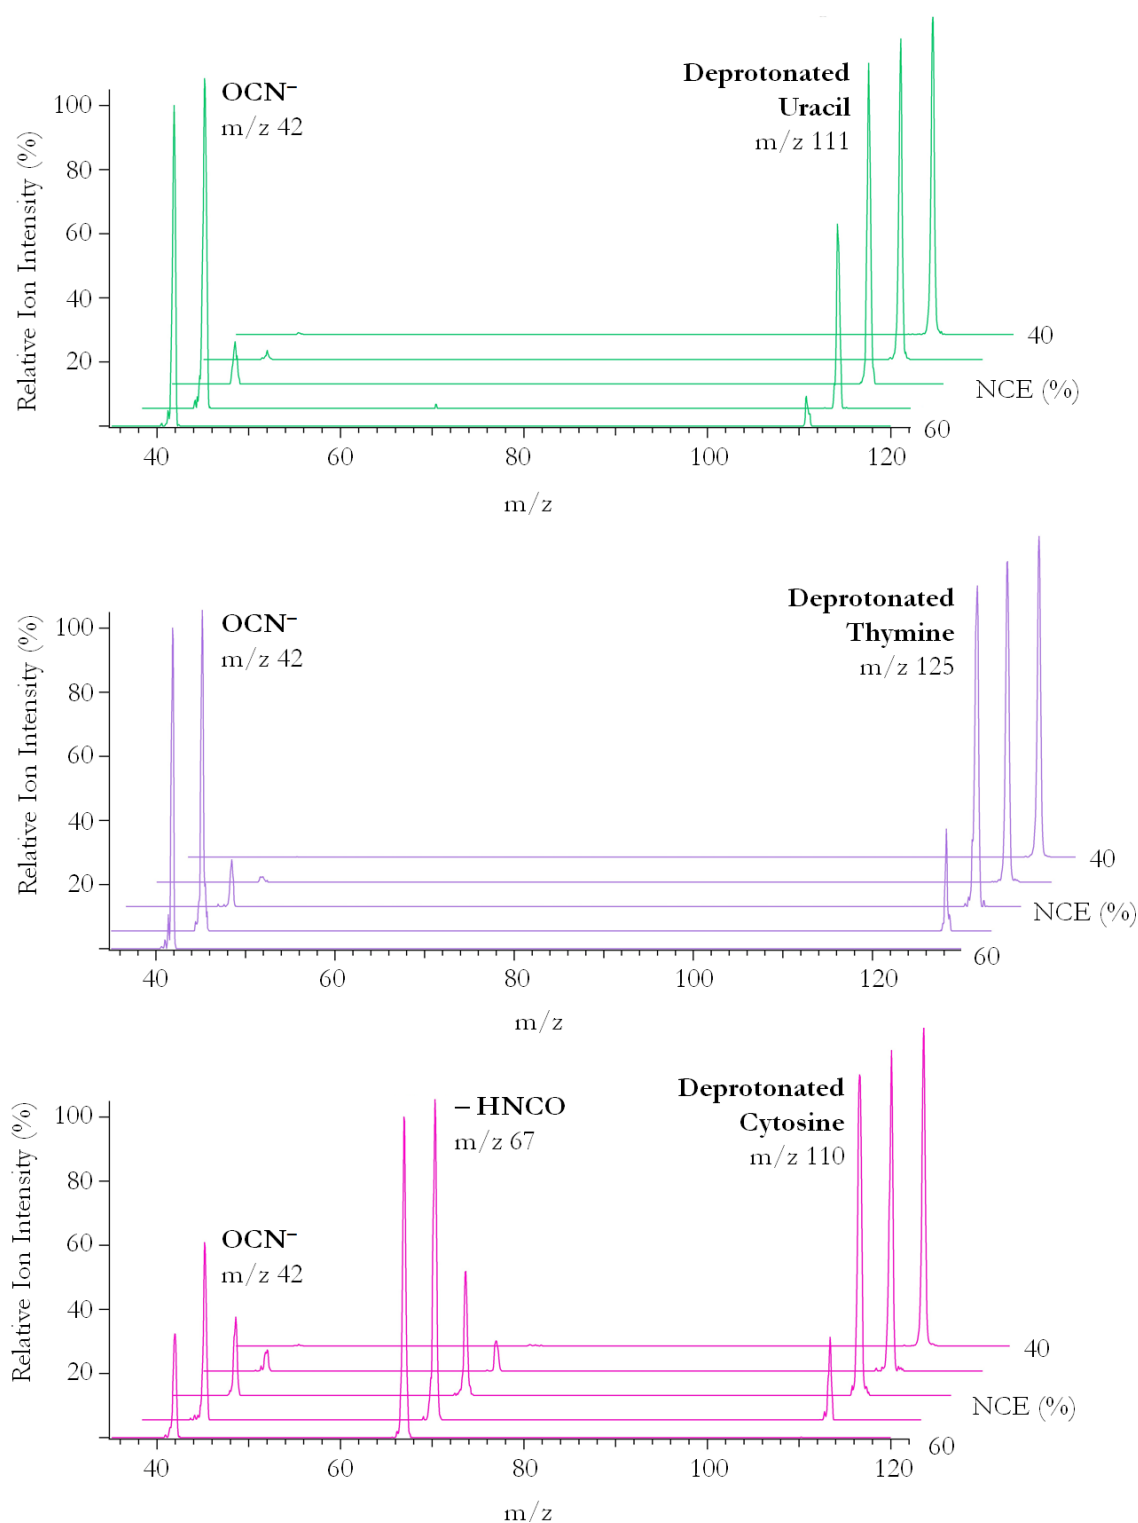 OCN⁻
m/z 42
Deprotonated
Uracil
m/z 111
Relative Ion Intensity (%)
100
80
60
40
20
40
NCE (%)
60
40
60
80
100
120
m/z
OCN⁻
m/z 42
Deprotonated
Thymine
m/z 125
Relative Ion Intensity (%)
100
80
60
40
20
40
NCE (%)
60
40
60
80
100
120
m/z
– HNCO
m/z 67
Deprotonated
Cytosine
m/z 110
OCN⁻
m/z 42
Relative Ion Intensity (%)
100
80
60
40
20
40
NCE (%)
60
40
60
80
100
120
m/z